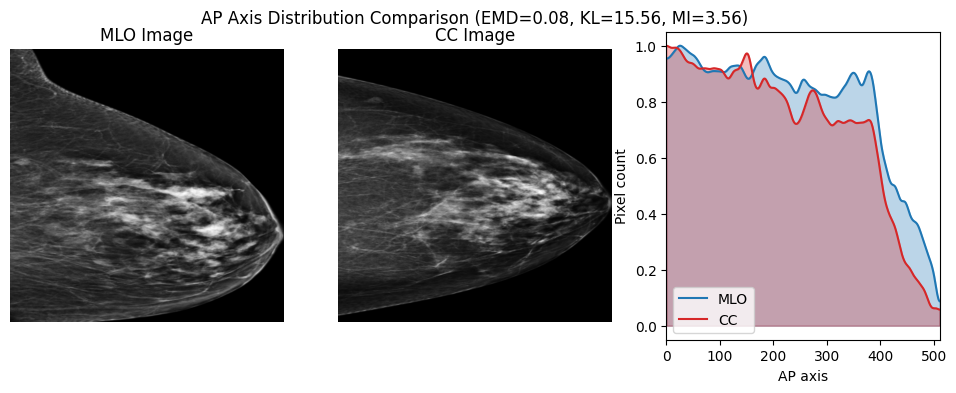 AP Axis Distribution Comparison (EMD=0.08, KL=15.56, MI=3.56)
MLO Image
CC Image
1.0
0.8
0.6
0.4
0.2
0.0
Pixel count
MLO
CC
0 100 200 300 400 500
AP axis